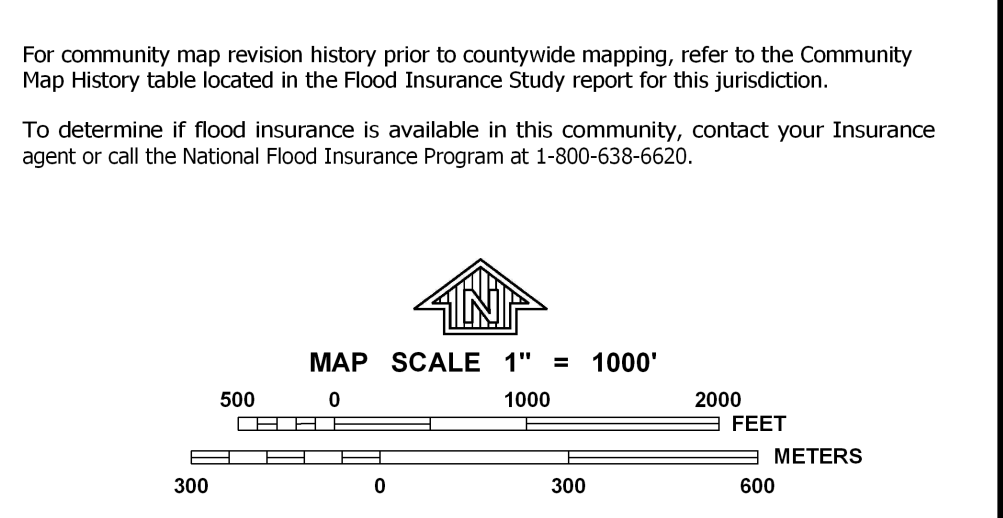 For community map revision history prior to countywide mapping, refer to the Community
Map History table located in the Flood Insurance Study report for this jurisdiction.
To determine if flood insurance is available in this community, contact your Insurance
agent or call the National Flood Insurance Program at 1-800-638-6620.
N
MAP SCALE 1" = 1000'
500 0 1000 2000
FEET
METERS
300 0 300 600